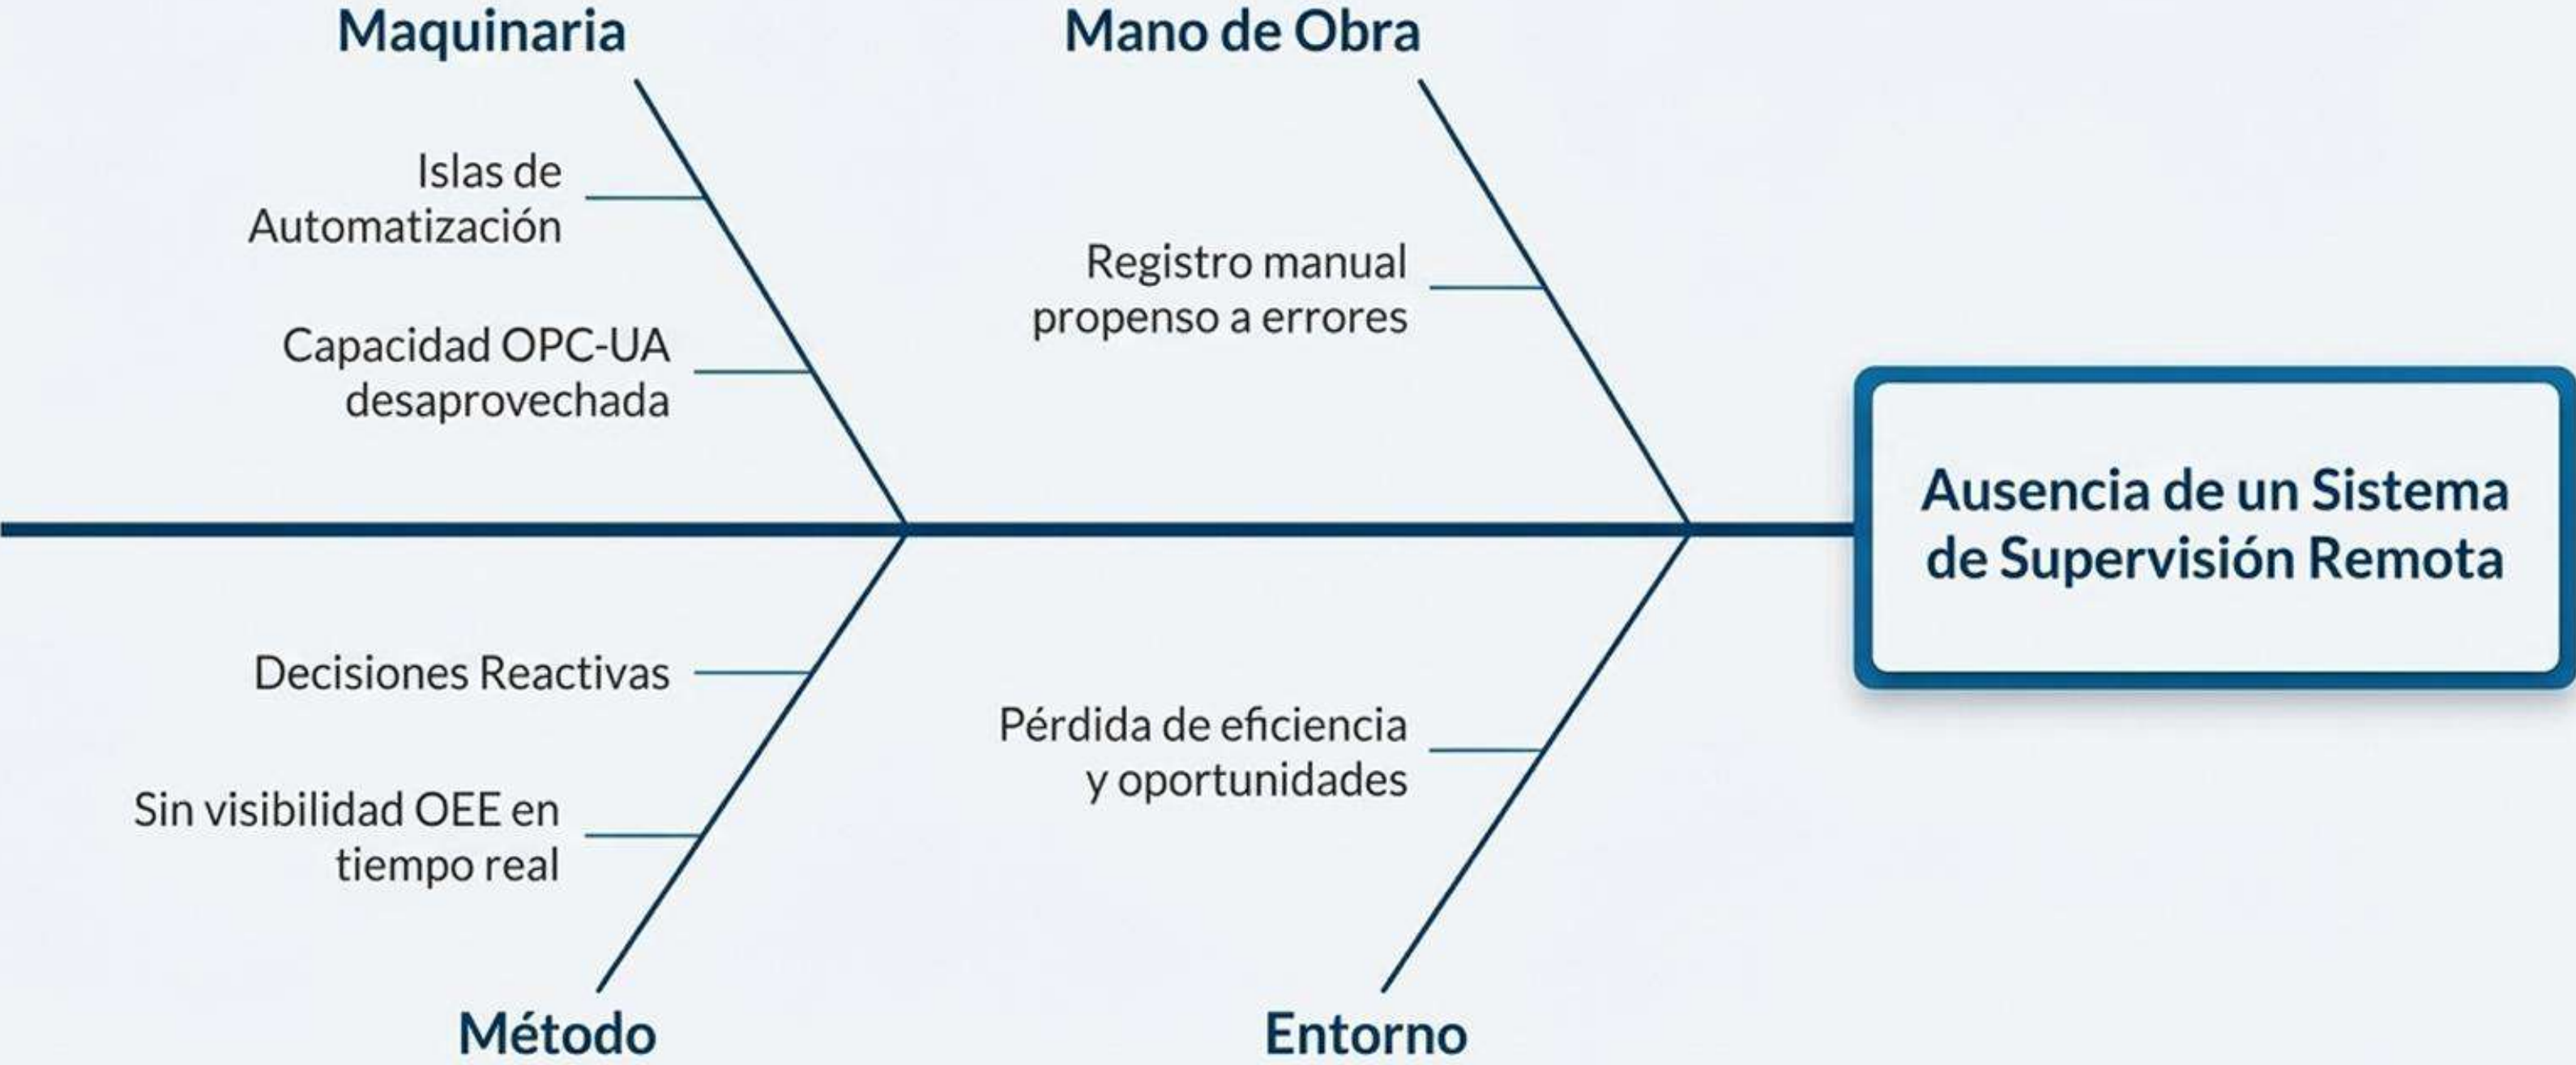 Maquinaria
Mano de Obra
Islas de
Automatización
Capacidad OPC-UA
desaprovechada
Registro manual
propenso a errores
Ausencia de un Sistema
de Supervisión Remota
Decisiones Reactivas
Sin visibilidad OEE en
tiempo real
Pérdida de eficiencia
y oportunidades
Método
Entorno